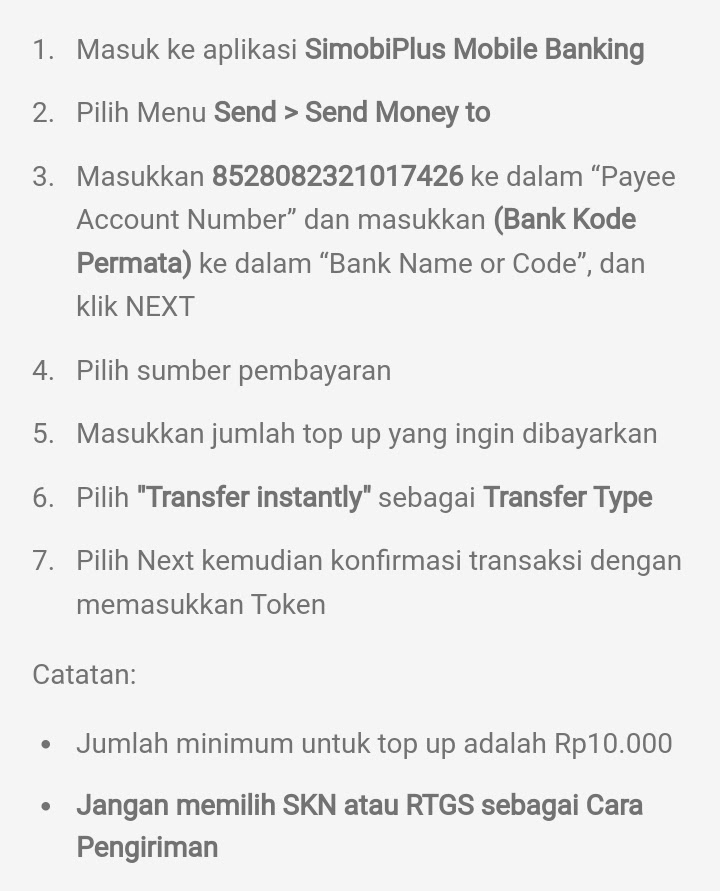 1. Masuk ke aplikasi SimobiPlus Mobile Banking
2. Pilih Menu Send > Send Money to
3. Masukkan 8528082321017426 ke dalam “Payee
Account Number” dan masukkan (Bank Kode
Permata) ke dalam “Bank Name or Code”, dan
klik NEXT
4. Pilih sumber pembayaran
5. Masukkan jumlah top up yang ingin dibayarkan
6. Pilih "Transfer instantly" sebagai Transfer Type
7. Pilih Next kemudian konfirmasi transaksi dengan
memasukkan Token
Catatan:
• Jumlah minimum untuk top up adalah Rp10.000
• Jangan memilih SKN atau RTGS sebagai Cara
Pengiriman